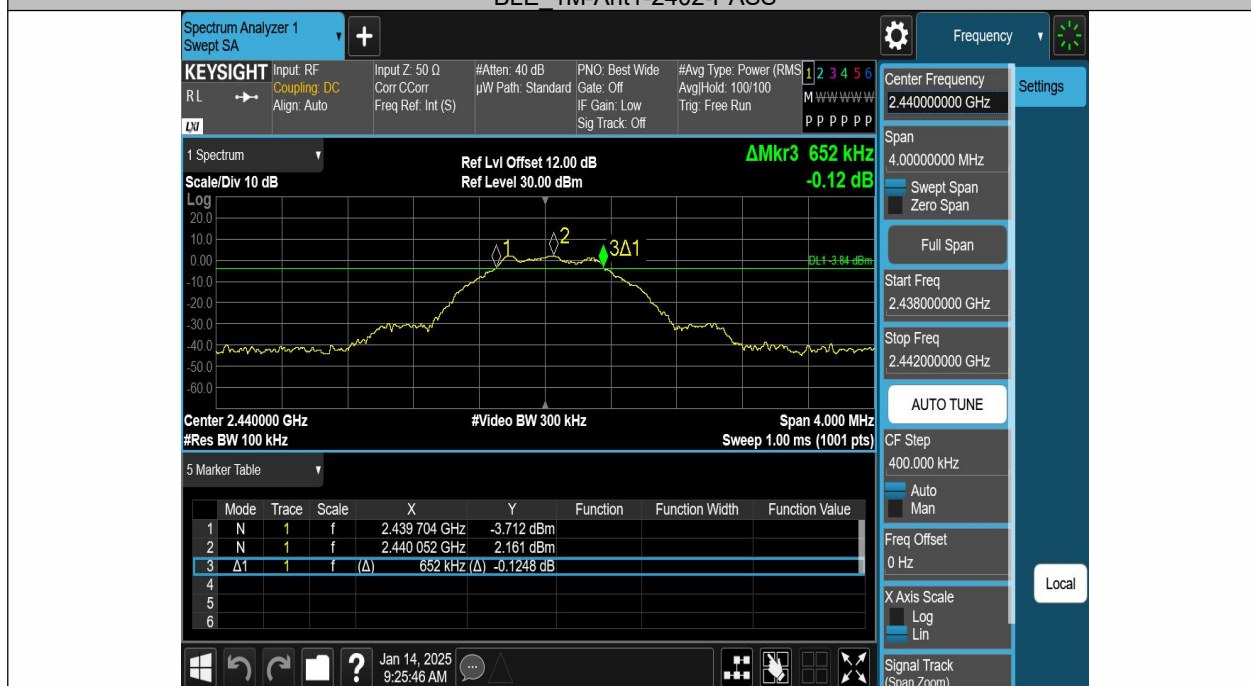 BLE_1M-Ant1-2402-PASS
Spectrum Analyzer 1
Swept SA
+
Frequency
KEYSIGHT
RL
LXI
Input: RF
Coupling: DC
Align: Auto
Input Z: 50 Ω
Corr CCorr
Freq Ref: Int (S)
#Atten: 40 dB
µW Path: Standard
PNO: Best Wide
Gate: Off
IF Gain: Low
Sig Track: Off
#Avg Type: Power (RMS
Avg|Hold: 100/100
Trig: Free Run
1 2 3 4 5 6
M W W W W W
P P P P P P
1 Spectrum
Scale/Div 10 dB
Ref Lvl Offset 12.00 dB
Ref Level 30.00 dBm
ΔMkr3 652 kHz
-0.12 dB
Log
20.0
10.0
0.00
-10.0
-20.0
-30.0
-40.0
-50.0
-60.0
1
2
3Δ1
DL1 -3.84 dBm
Center 2.440000 GHz
#Video BW 300 kHz
Span 4.000 MHz
#Res BW 100 kHz
Sweep 1.00 ms (1001 pts)
5 Marker Table
Mode Trace Scale X Y Function Function Width Function Value
1 N 1 f 2.439 704 GHz -3.712 dBm
2 N 1 f 2.440 052 GHz 2.161 dBm
3 Δ1 1 f (Δ) 652 kHz (Δ) -0.1248 dB
4
5
6
?
Jan 14, 2025
9:25:46 AM
Center Frequency
2.440000000 GHz
Settings
Span
4.00000000 MHz
Swept Span
Zero Span
Full Span
Start Freq
2.438000000 GHz
Stop Freq
2.442000000 GHz
AUTO TUNE
CF Step
400.000 kHz
Auto
Man
Freq Offset
0 Hz
Local
X Axis Scale
Log
Lin
Signal Track
(Span Zoom)